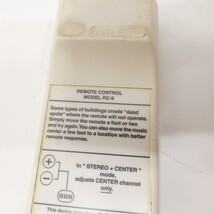 REMOTE CONTROL
MODEL RC-6
Some types of buildings create "dead
spots" where the remote will not operate.
Simply move the remote a foot or two
and try again. You can also move the music
center a few feet to a location with better
remote response.
In "STEREO + CENTER"
mode,
adjust CENTER channel
only.
This device